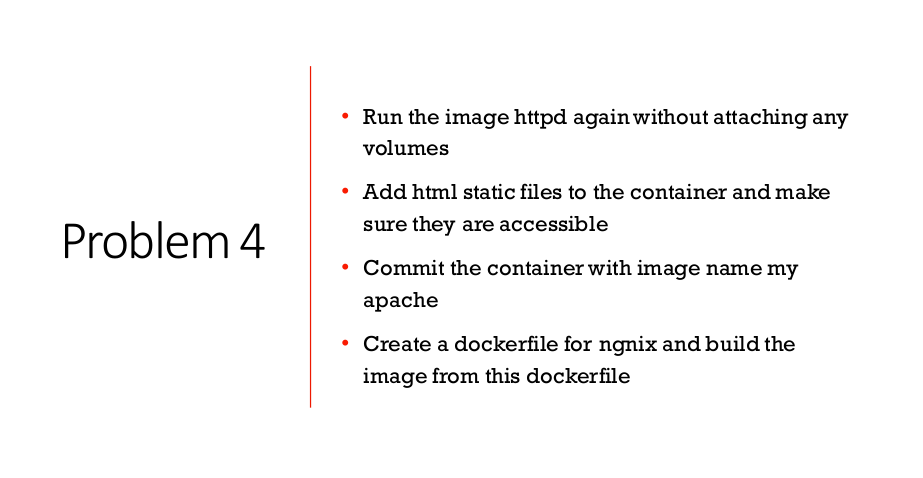 Problem 4
• Run the image httpd again without attaching any
volumes
• Add html static files to the container and make
sure they are accessible
• Commit the container with image name my
apache
• Create a dockerfile for ngnix and build the
image from this dockerfile